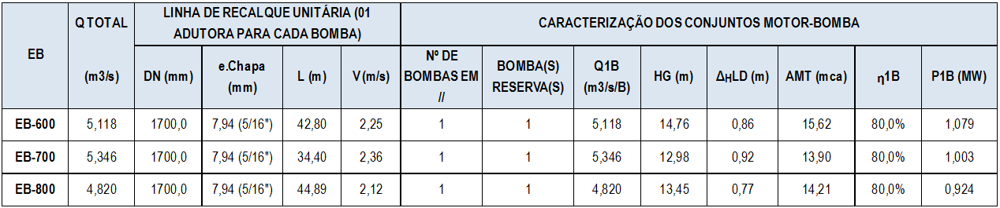 EB
Q TOTAL
(m3/s)
LINHA DE RECALQUE UNITÁRIA (01
ADUTORA PARA CADA BOMBA)
CARACTERIZAÇÃO DOS CONJUNTOS MOTOR-BOMBA
DN (mm)
e.Chapa
(mm)
L (m)
V (m/s)
Nº DE
BOMBAS EM
//
BOMBA(S)
RESERVA(S)
Q1B
(m3/s/B)
HG (m)
ΔHLD (m)
AMT (mca)
η1B
P1B (MW)
EB-600 5,118 1700,0 7,94 (5/16") 42,80 2,25 1 1 5,118 14,76 0,86 15,62 80,0% 1,079
EB-700 5,346 1700,0 7,94 (5/16") 34,40 2,36 1 1 5,346 12,98 0,92 13,90 80,0% 1,003
EB-800 4,820 1700,0 7,94 (5/16") 44,89 2,12 1 1 4,820 13,45 0,77 14,21 80,0% 0,924